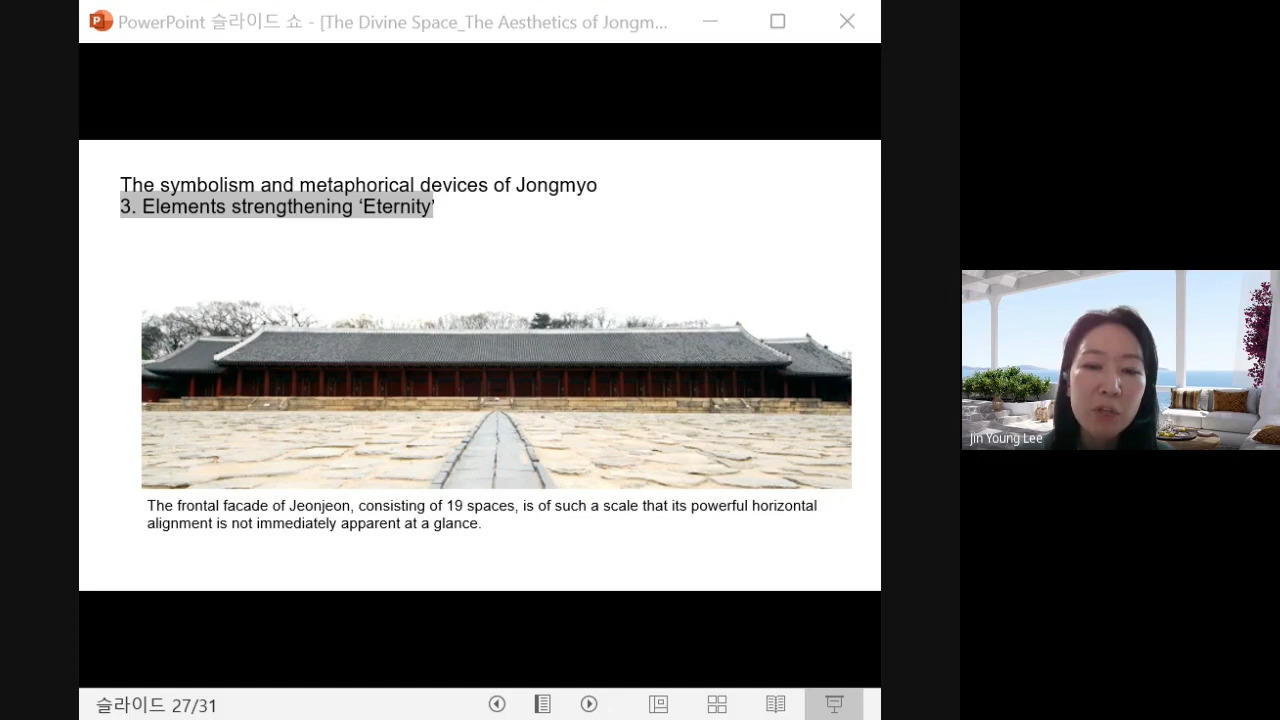 PowerPoint 슬라이드 쇼 - [The Divine Space_The Aesthetics of Jongm...
The symbolism and metaphorical devices of Jongmyo
3. Elements strengthening ‘Eternity’
The frontal facade of Jeonjeon, consisting of 19 spaces, is of such a scale that its powerful horizontal
alignment is not immediately apparent at a glance.
Jin Young Lee
슬라이드 27/31